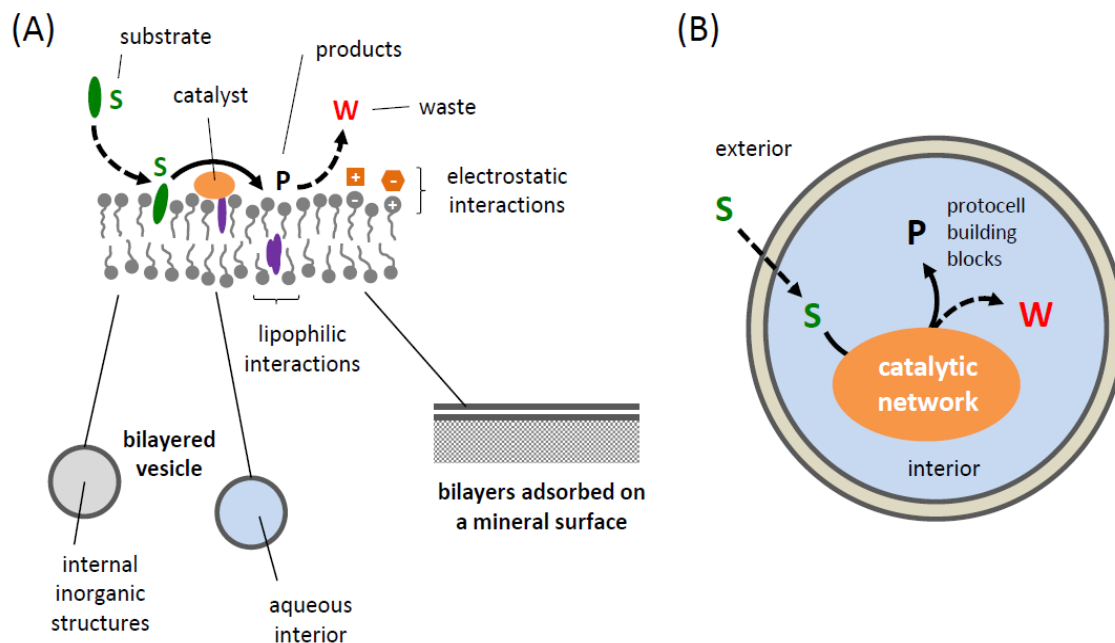 (A)
substrate
S
catalyst
products
W
waste
S
P
+
-
-
+
electrostatic
interactions
lipophilic
interactions
bilayered
vesicle
bilayers adsorbed on
a mineral surface
internal
inorganic
structures
aqueous
interior
(B)
exterior
S
P
protocell
building
blocks
S
W
catalytic
network
interior